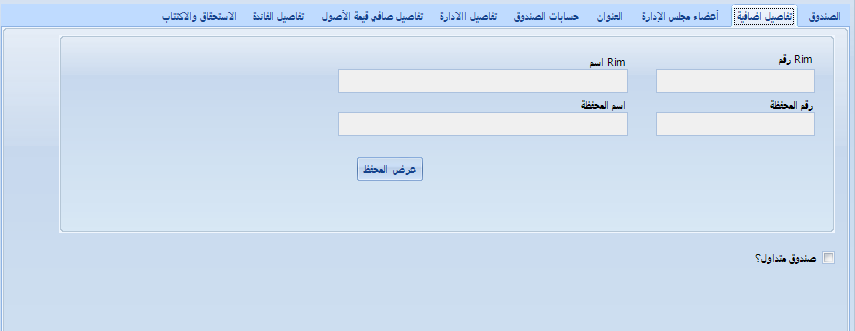 الصندوق تفاصيل اضافية أعضاء مجلس الإدارة العنوان حسابات الصندوق تفاصيل الادارة تفاصيل صافي قيمة الأصول تفاصيل الفائدة الاستحقاق والاكتتاب
Rim رقم
Rim اسم
رقم المحفظة
اسم المحفظة
عرض المحفظ
صندوق متداول؟